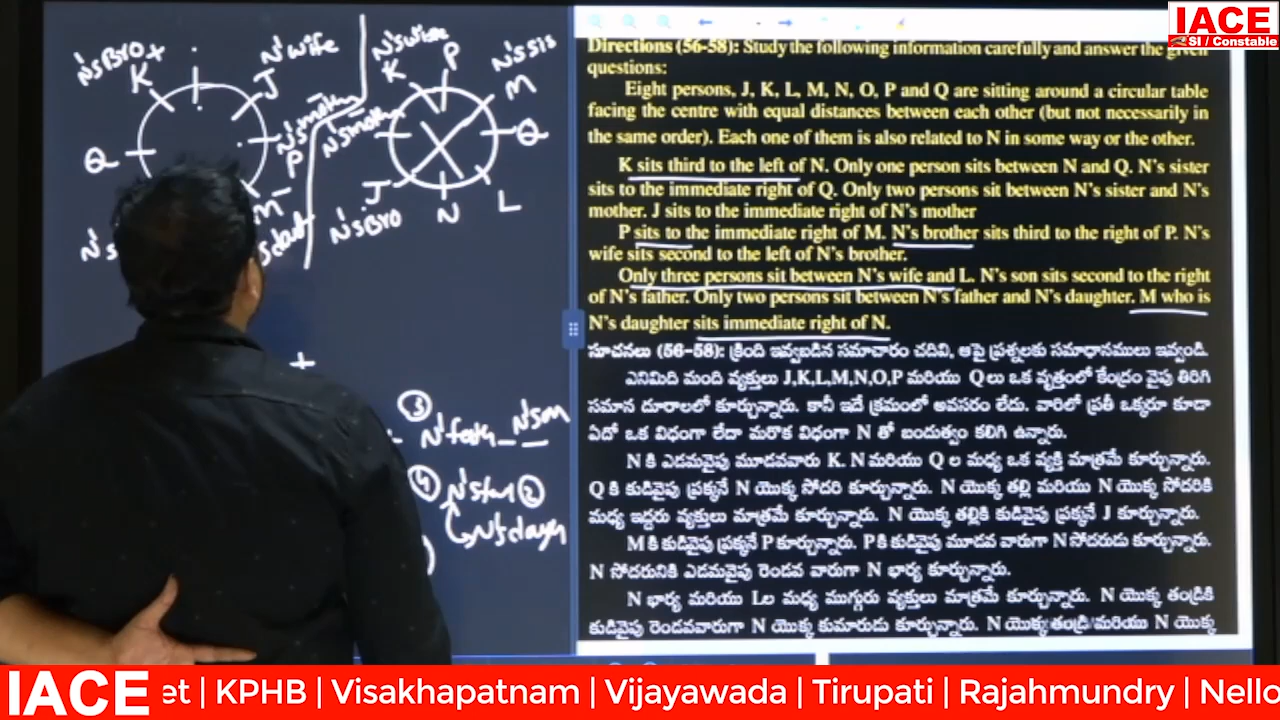 IACE
SI / Constable
Directions (56-58): Study the following information carefully and answer the given
questions:
Eight persons, J, K, L, M, N, O, P and Q are sitting around a circular table
facing the centre with equal distances between each other (but not necessarily in
the same order). Each one of them is also related to N in some way or the other.
K sits third to the left of N. Only one person sits between N and Q. N's sister
sits to the immediate right of Q. Only two persons sit between N's sister and N's
mother. J sits to the immediate right of N's mother
P sits to the immediate right of M. N's brother sits third to the right of P. N's
wife sits second to the left of N's brother.
Only three persons sit between N's wife and L. N's son sits second to the right
of N's father. Only two persons sit between N's father and N's daughter. M who is
N's daughter sits immediate right of N.
సూచనలు (56-58): క్రింది ఇవ్వబడిన సమాచారం చదివి, ఆపై ప్రశ్నలకు సమాధానములు ఇవ్వండి.
ఎనిమిది మంది వ్యక్తులు J,K,L,M,N,O,P మరియు Q లు ఒక వృత్తంలో కేంద్రం వైపు తిరిగి
సమాన దూరాలలో కూర్చున్నారు. కానీ ఇదే క్రమంలో అవసరం లేదు. వారిలో ప్రతీ ఒక్కరూ కూడా
ఏదో ఒక విధంగా లేదా మరొక విధంగా N తో బందుత్వం కలిగి ఉన్నారు.
N కి ఎడమవైపు మూడవవారు K. N మరియు Q ల మధ్య ఒక వ్యక్తి మాత్రమే కూర్చున్నారు.
Q కి కుడివైపు ప్రక్కనే N యొక్క సోదరి కూర్చున్నారు. N యొక్క తల్లి మరియు N యొక్క సోదరికి
మధ్య ఇద్దరు వ్యక్తులు మాత్రమే కూర్చున్నారు. N యొక్క తల్లికి కుడివైపు ప్రక్కనే J కూర్చున్నారు.
M కి కుడివైపు ప్రక్కనే P కూర్చున్నారు. P కి కుడివైపు మూడవ వారుగా N సోదరుడు కూర్చున్నారు.
N సోదరునికి ఎడమవైపు రెండవ వారుగా N భార్య కూర్చున్నారు.
N భార్య మరియు L ల మధ్య ముగ్గురు వ్యక్తులు మాత్రమే కూర్చున్నారు. N యొక్క తండ్రికి
కుడివైపు రెండవవారుగా N యొక్క కుమారుడు కూర్చున్నారు. N యొక్క తండ్రి మరియు N యొక్క
N's Bro +
K
N's wife
J
N's moth
P
Q
M -
N's wife
K
P
N's sis
M
N's moth
Q
J
N's Bro
N
L
+
③
N's fath _ N's son
④
②
IACE
et | KPHB | Visakhapatnam | Vijayawada | Tirupati | Rajahmundry | Nello